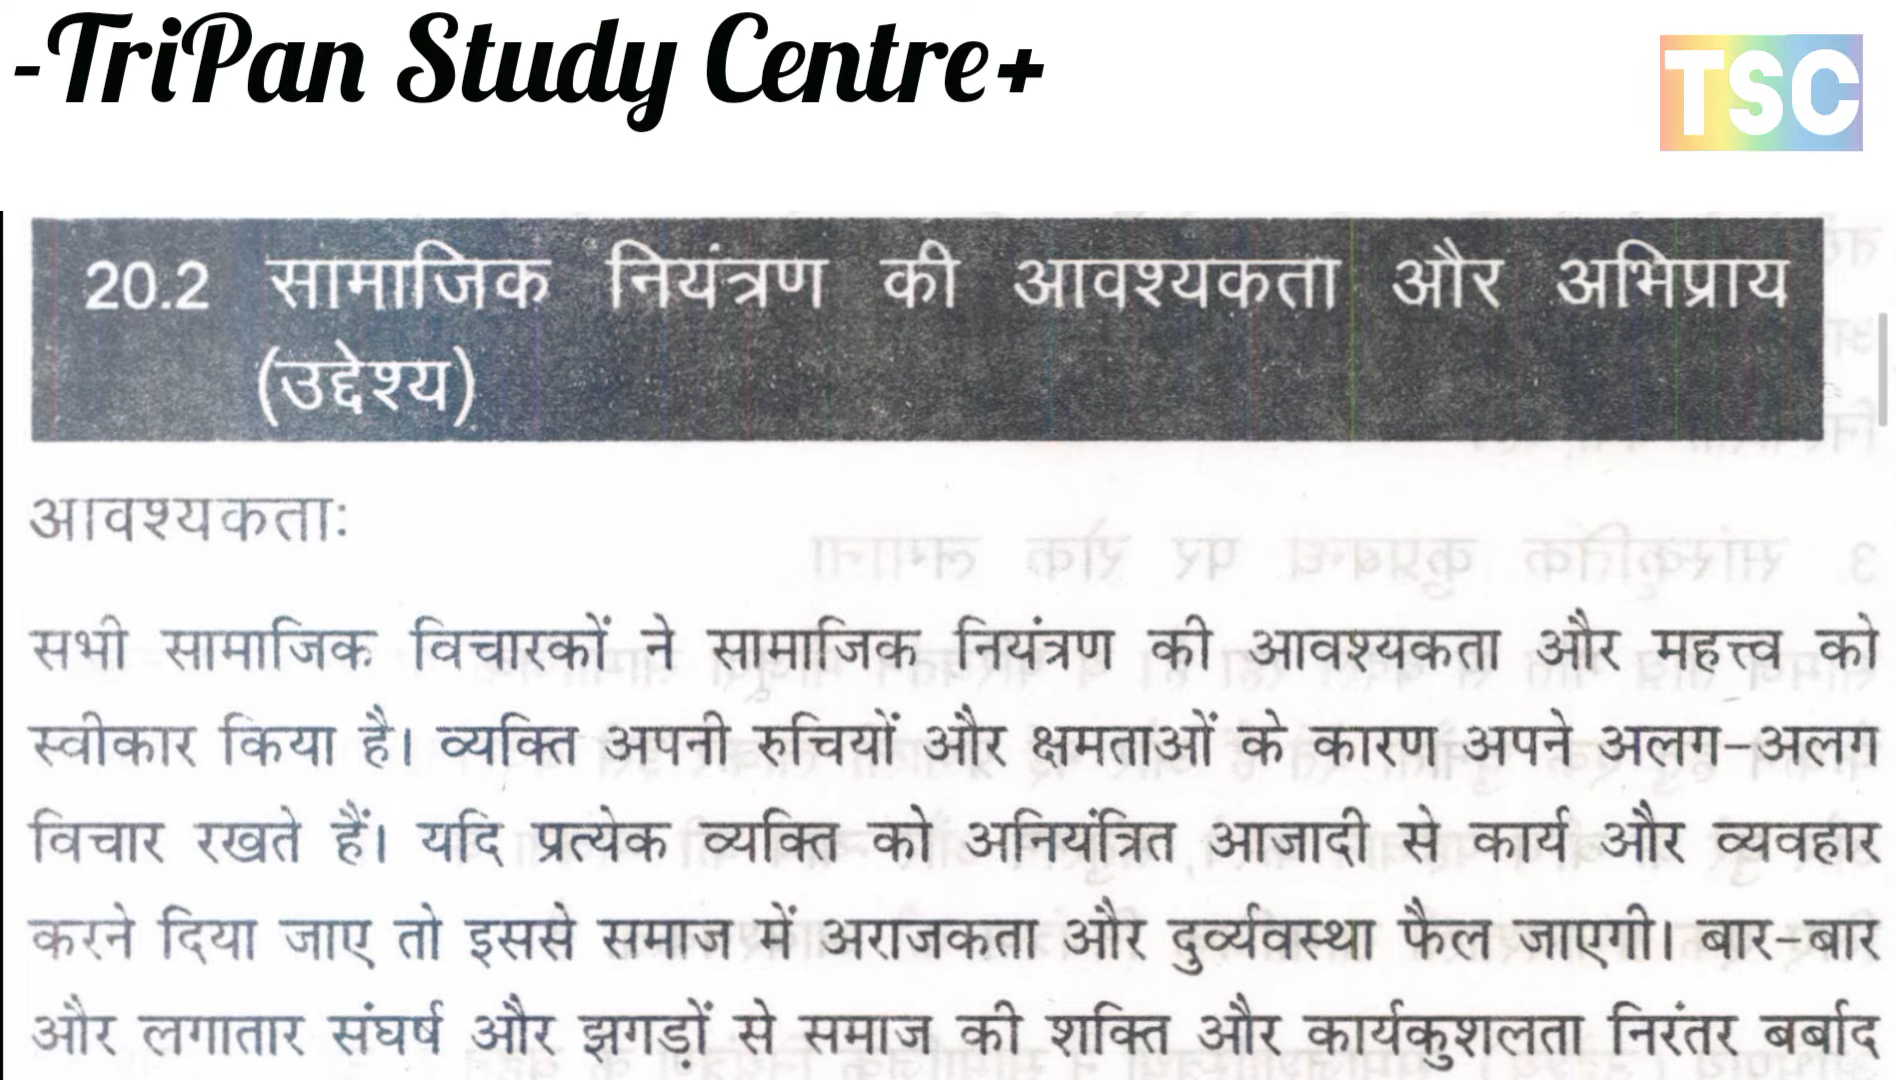 -TriPan Study Centre+
TSC
20.2 सामाजिक नियंत्रण की आवश्यकता और अभिप्राय
(उद्देश्य)
आवश्यकताः
सभी सामाजिक विचारकों ने सामाजिक नियंत्रण की आवश्यकता और महत्त्व को
स्वीकार किया है। व्यक्ति अपनी रुचियों और क्षमताओं के कारण अपने अलग-अलग
विचार रखते हैं। यदि प्रत्येक व्यक्ति को अनियंत्रित आजादी से कार्य और व्यवहार
करने दिया जाए तो इससे समाज में अराजकता और दुर्व्यवस्था फैल जाएगी। बार-बार
और लगातार संघर्ष और झगड़ों से समाज की शक्ति और कार्यकुशलता निरंतर बर्बाद